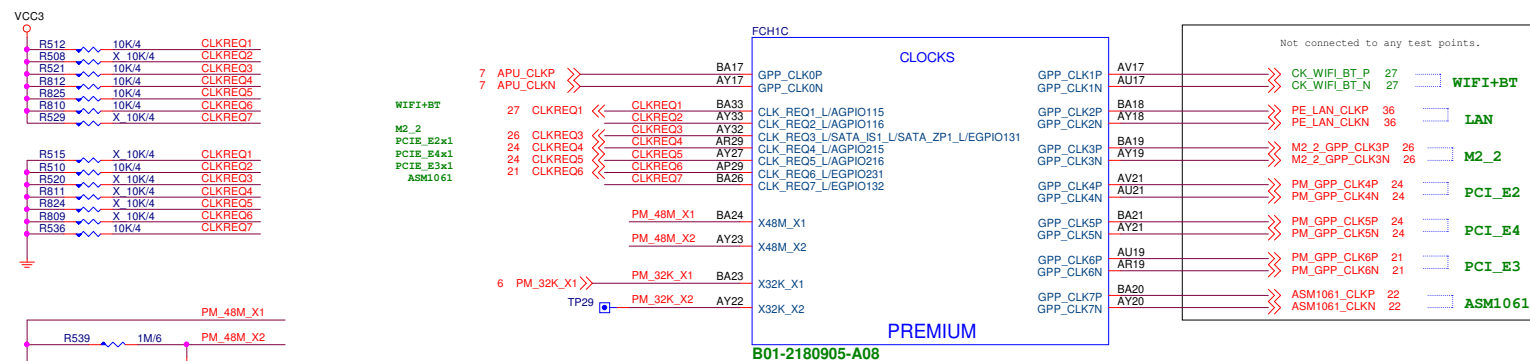 VCC3
R512 10K/4 CLKREQ1
R508 X_10K/4 CLKREQ2
R521 10K/4 CLKREQ3
R812 10K/4 CLKREQ4
R825 10K/4 CLKREQ5
R810 10K/4 CLKREQ6
R529 X_10K/4 CLKREQ7
R515 X_10K/4 CLKREQ1
R510 10K/4 CLKREQ2
R520 X_10K/4 CLKREQ3
R811 X_10K/4 CLKREQ4
R824 X_10K/4 CLKREQ5
R809 X_10K/4 CLKREQ6
R536 10K/4 CLKREQ7
PM_48M_X1
R539 1M/6 PM_48M_X2
FCH1C
CLOCKS
7 APU_CLKP BA17 GPP_CLK0P
7 APU_CLKN AY17 GPP_CLK0N
WIFI+BT 27 CLKREQ1 CLKREQ1 BA33 CLK_REQ1_L/AGPIO115
CLKREQ2 AY33 CLK_REQ2_L/AGPIO116
M2_2 26 CLKREQ3 CLKREQ3 AY32 CLK_REQ3_L/SATA_IS1_L/SATA_ZP1_L/EGPIO131
PCIE_E2x1 24 CLKREQ4 CLKREQ4 AR29 CLK_REQ4_L/AGPIO215
PCIE_E4x1 24 CLKREQ5 CLKREQ5 AY27 CLK_REQ5_L/AGPIO216
PCIE_E3x1 21 CLKREQ6 CLKREQ6 AP29 CLK_REQ6_L/EGPIO231
ASM1061 CLKREQ7 BA26 CLK_REQ7_L/EGPIO132
PM_48M_X1 BA24 X48M_X1
PM_48M_X2 AY23 X48M_X2
6 PM_32K_X1 PM_32K_X1 BA23 X32K_X1
TP29 PM_32K_X2 AY22 X32K_X2
PREMIUM
B01-2180905-A08
Not connected to any test points.
GPP_CLK1P AV17 CK_WIFI_BT_P 27
GPP_CLK1N AU17 CK_WIFI_BT_N 27
WIFI+BT
GPP_CLK2P BA18 PE_LAN_CLKP 36
GPP_CLK2N AY18 PE_LAN_CLKN 36
LAN
GPP_CLK3P BA19 M2_2_GPP_CLK3P 26
GPP_CLK3N AY19 M2_2_GPP_CLK3N 26
M2_2
GPP_CLK4P AV21 PM_GPP_CLK4P 24
GPP_CLK4N AU21 PM_GPP_CLK4N 24
PCI_E2
GPP_CLK5P BA21 PM_GPP_CLK5P 24
GPP_CLK5N AY21 PM_GPP_CLK5N 24
PCI_E4
GPP_CLK6P AU19 PM_GPP_CLK6P 21
GPP_CLK6N AR19 PM_GPP_CLK6N 21
PCI_E3
GPP_CLK7P BA20 ASM1061_CLKP 22
GPP_CLK7N AY20 ASM1061_CLKN 22
ASM1061